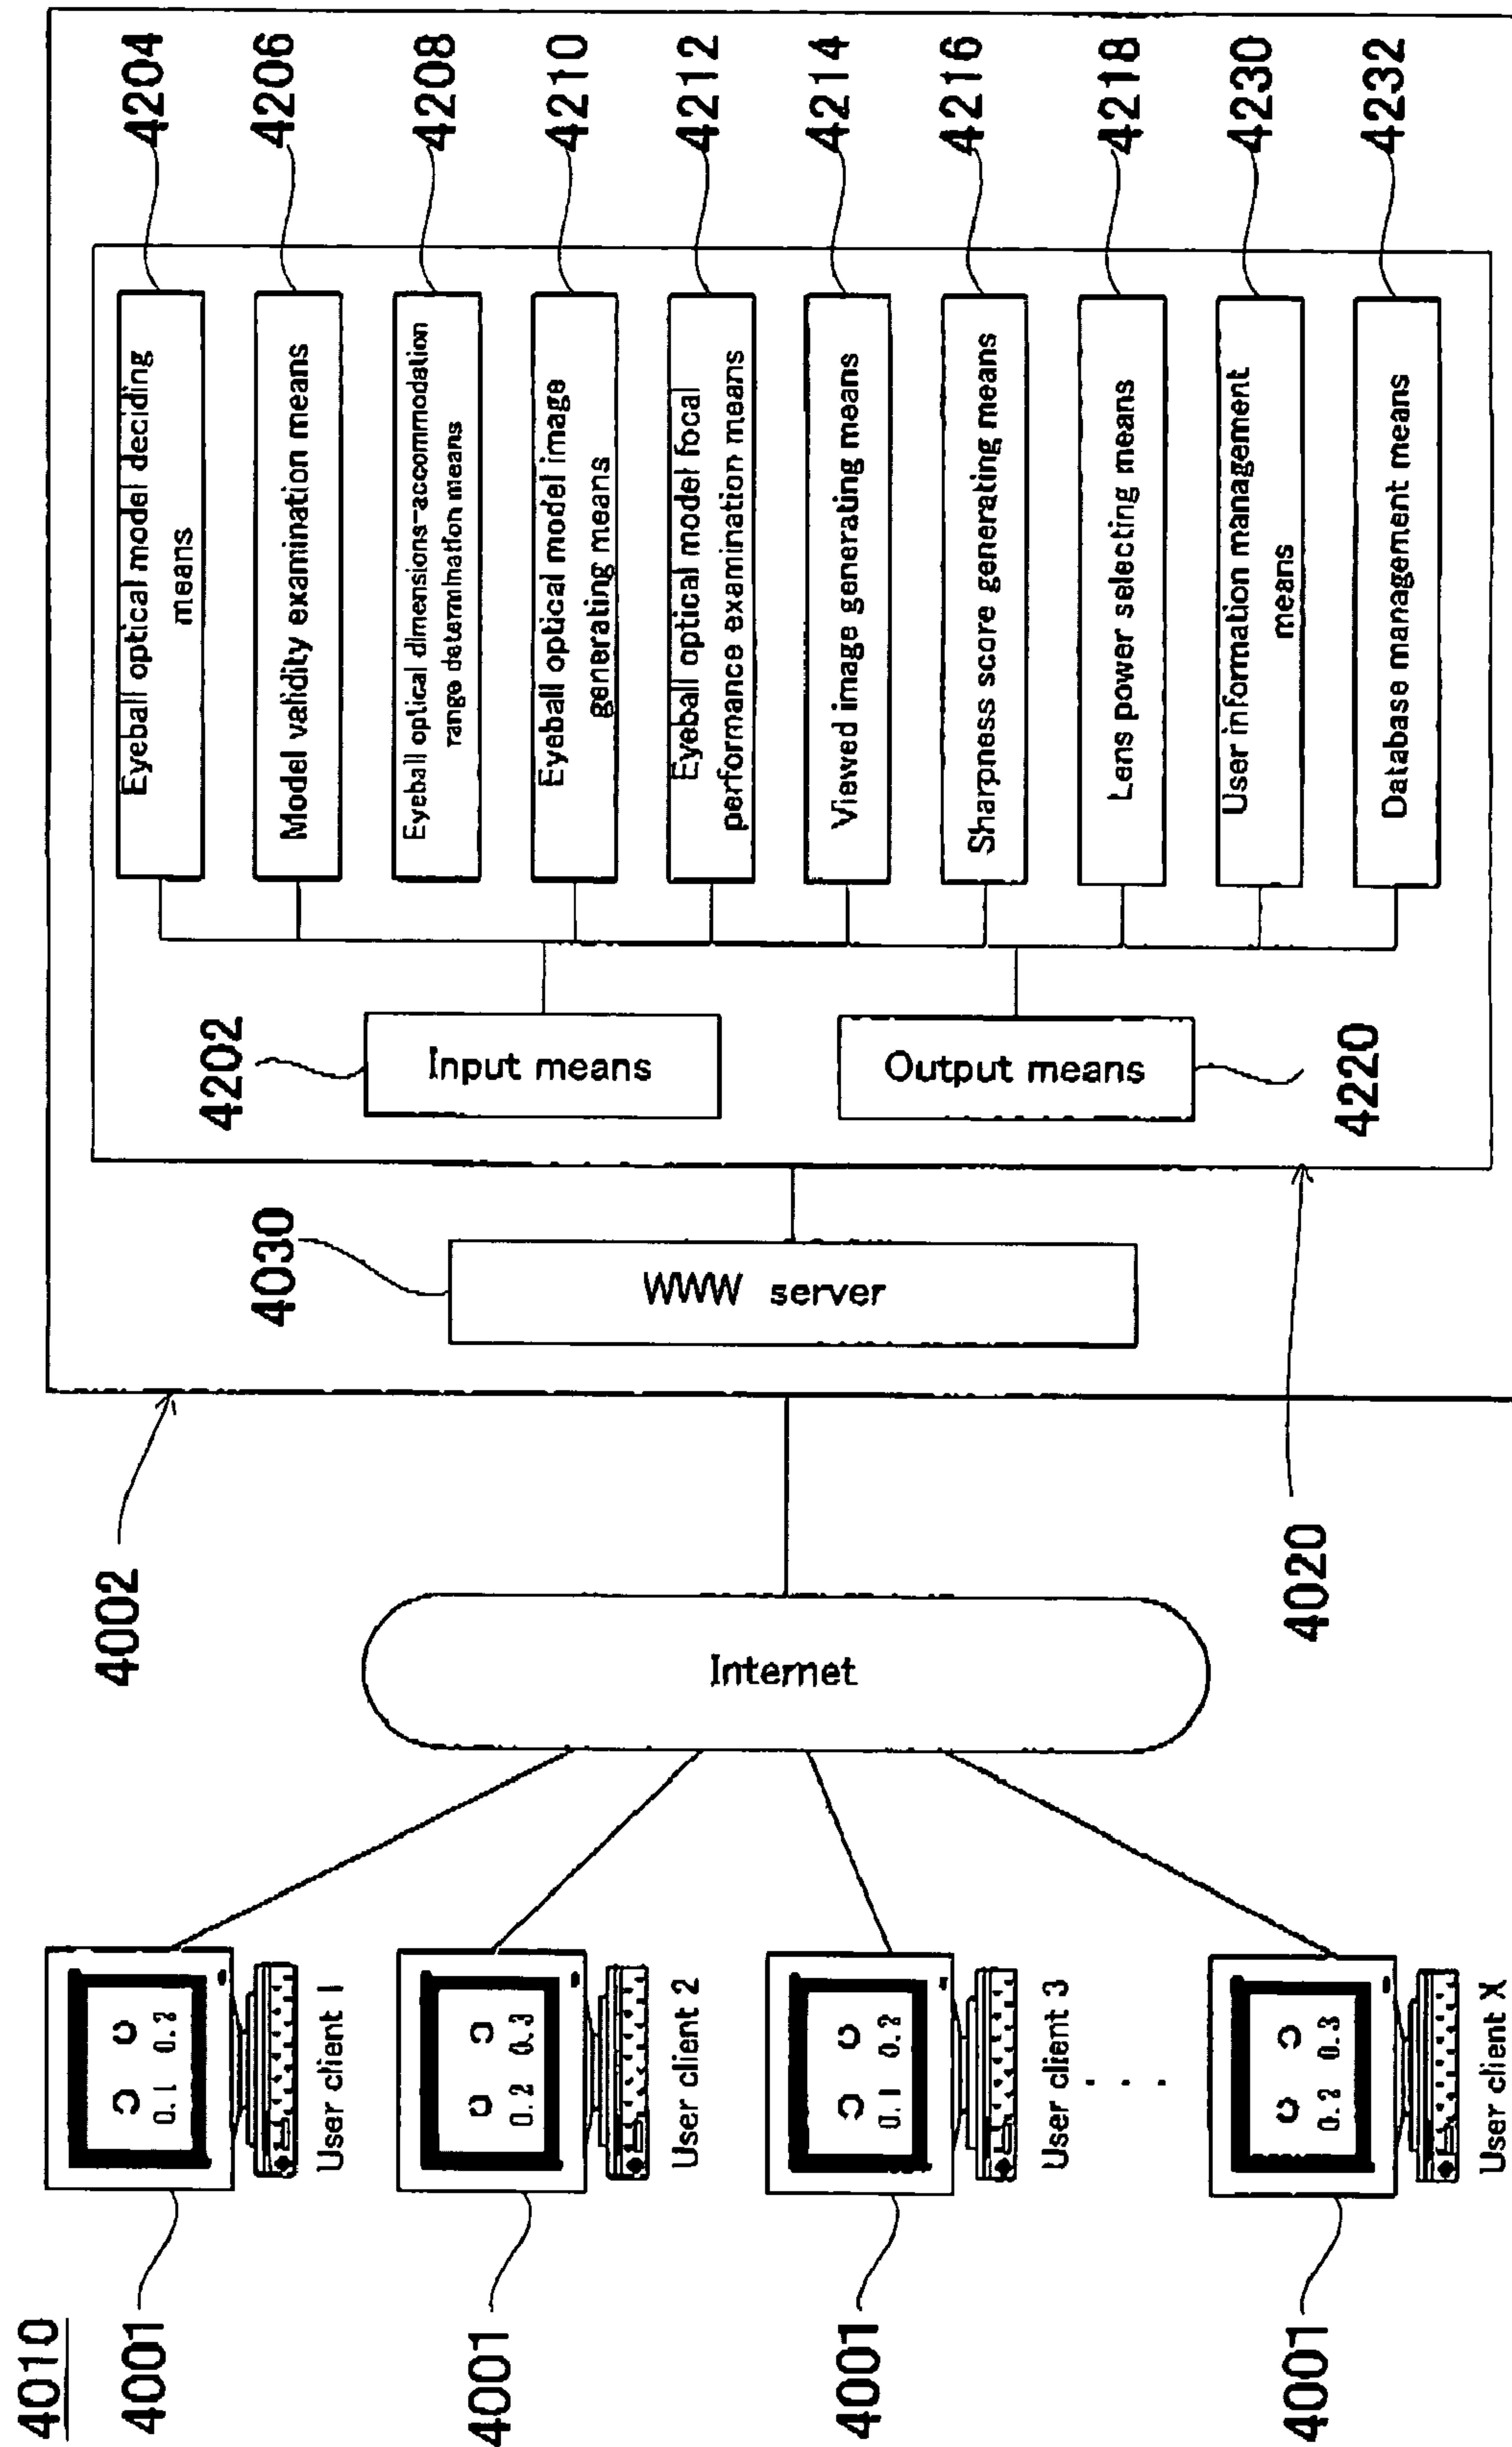 4010
4001
User client 1
0.1 0.2
4001
User client 2
0.2 0.3
4001
User client 3
0.1 0.2
. . .
4001
User client X
0.2 0.3
Internet
4002
4030
WWW server
4020
4202
Input means
Output means
4220
Eyeball optical model deciding
means
4204
Model validity examination means
4206
Eyeball optical dimensions-accommodation
range determination means
4208
Eyeball optical model image
generating means
4210
Eyeball optical model focal
performance examination means
4212
Viewed image generating means
4214
Sharpness score generating means
4216
Lens power selecting means
4218
User information management
means
4230
Database management means
4232